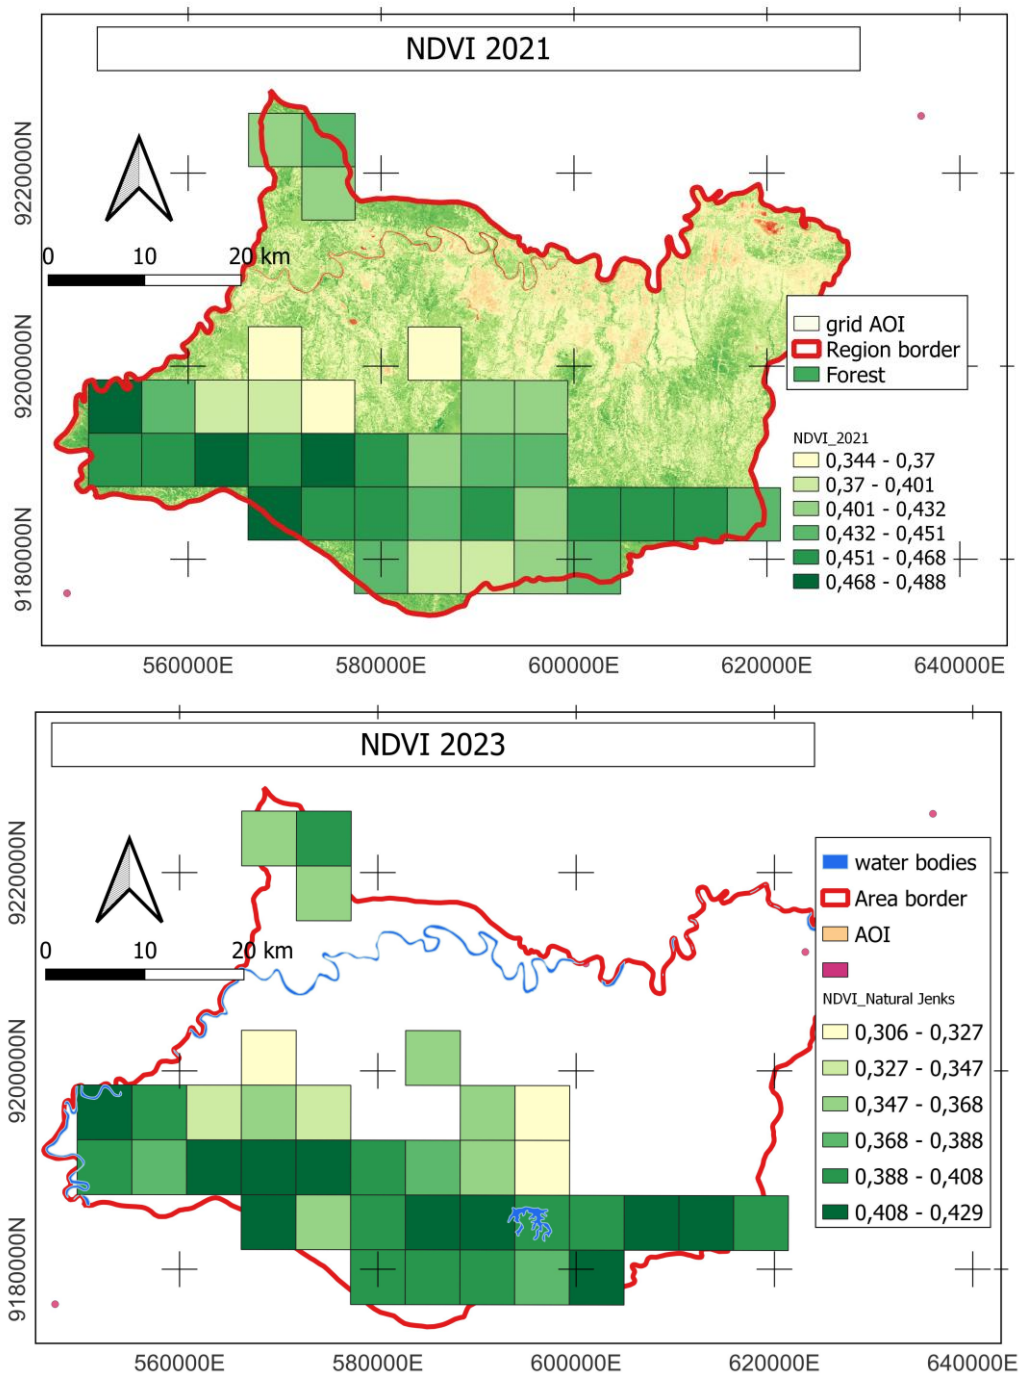 NDVI 2021
9220000N
9200000N
9180000N
0 10 20 km
grid AOI
Region border
Forest
NDVI_2021
0,344 - 0,37
0,37 - 0,401
0,401 - 0,432
0,432 - 0,451
0,451 - 0,468
0,468 - 0,488
560000E 580000E 600000E 620000E 640000E
NDVI 2023
9220000N
9200000N
9180000N
0 10 20 km
water bodies
Area border
AOI
NDVI_Natural Jenks
0,306 - 0,327
0,327 - 0,347
0,347 - 0,368
0,368 - 0,388
0,388 - 0,408
0,408 - 0,429
560000E 580000E 600000E 620000E 640000E